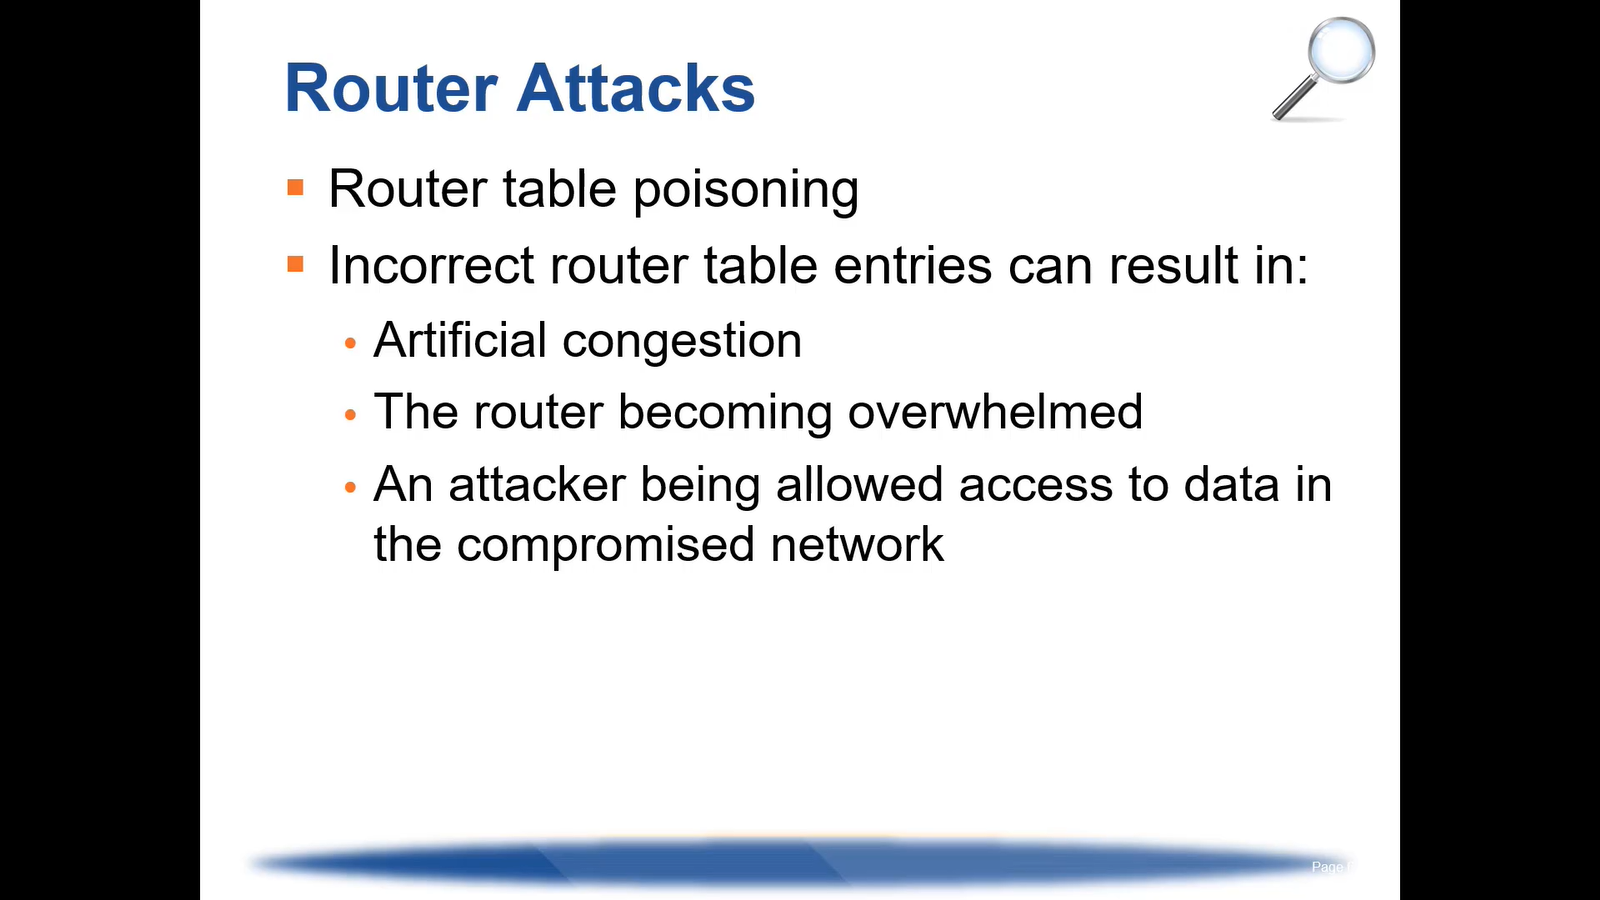 Router Attacks
Router table poisoning
Incorrect router table entries can result in:
Artificial congestion
The router becoming overwhelmed
An attacker being allowed access to data in
the compromised network
Page